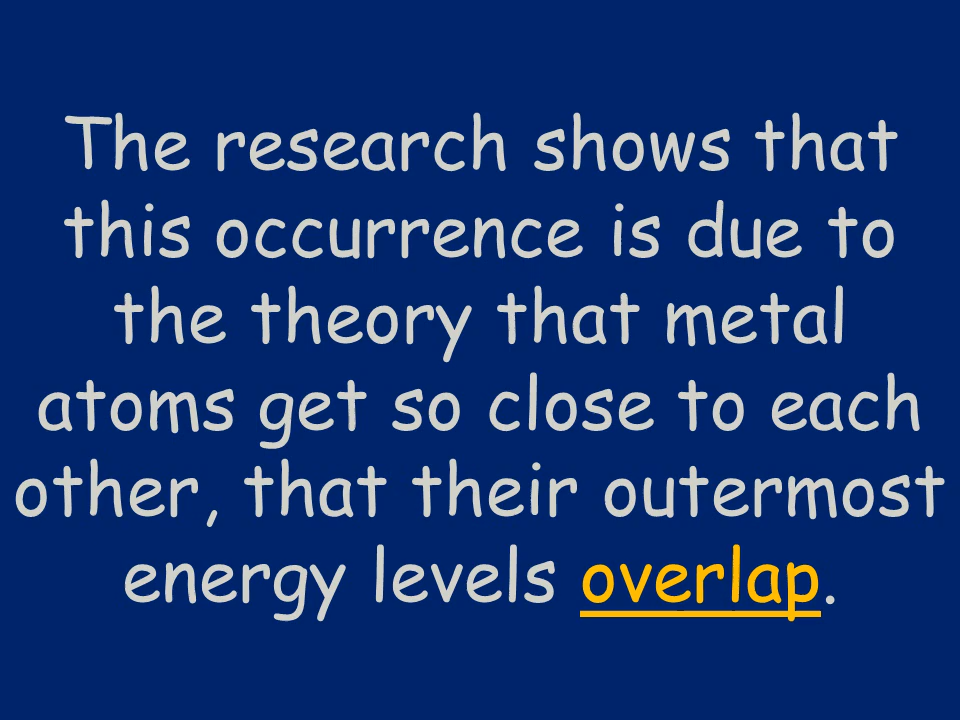 The research shows that
this occurrence is due to
the theory that metal
atoms get so close to each
other, that their outermost
energy levels overlap.